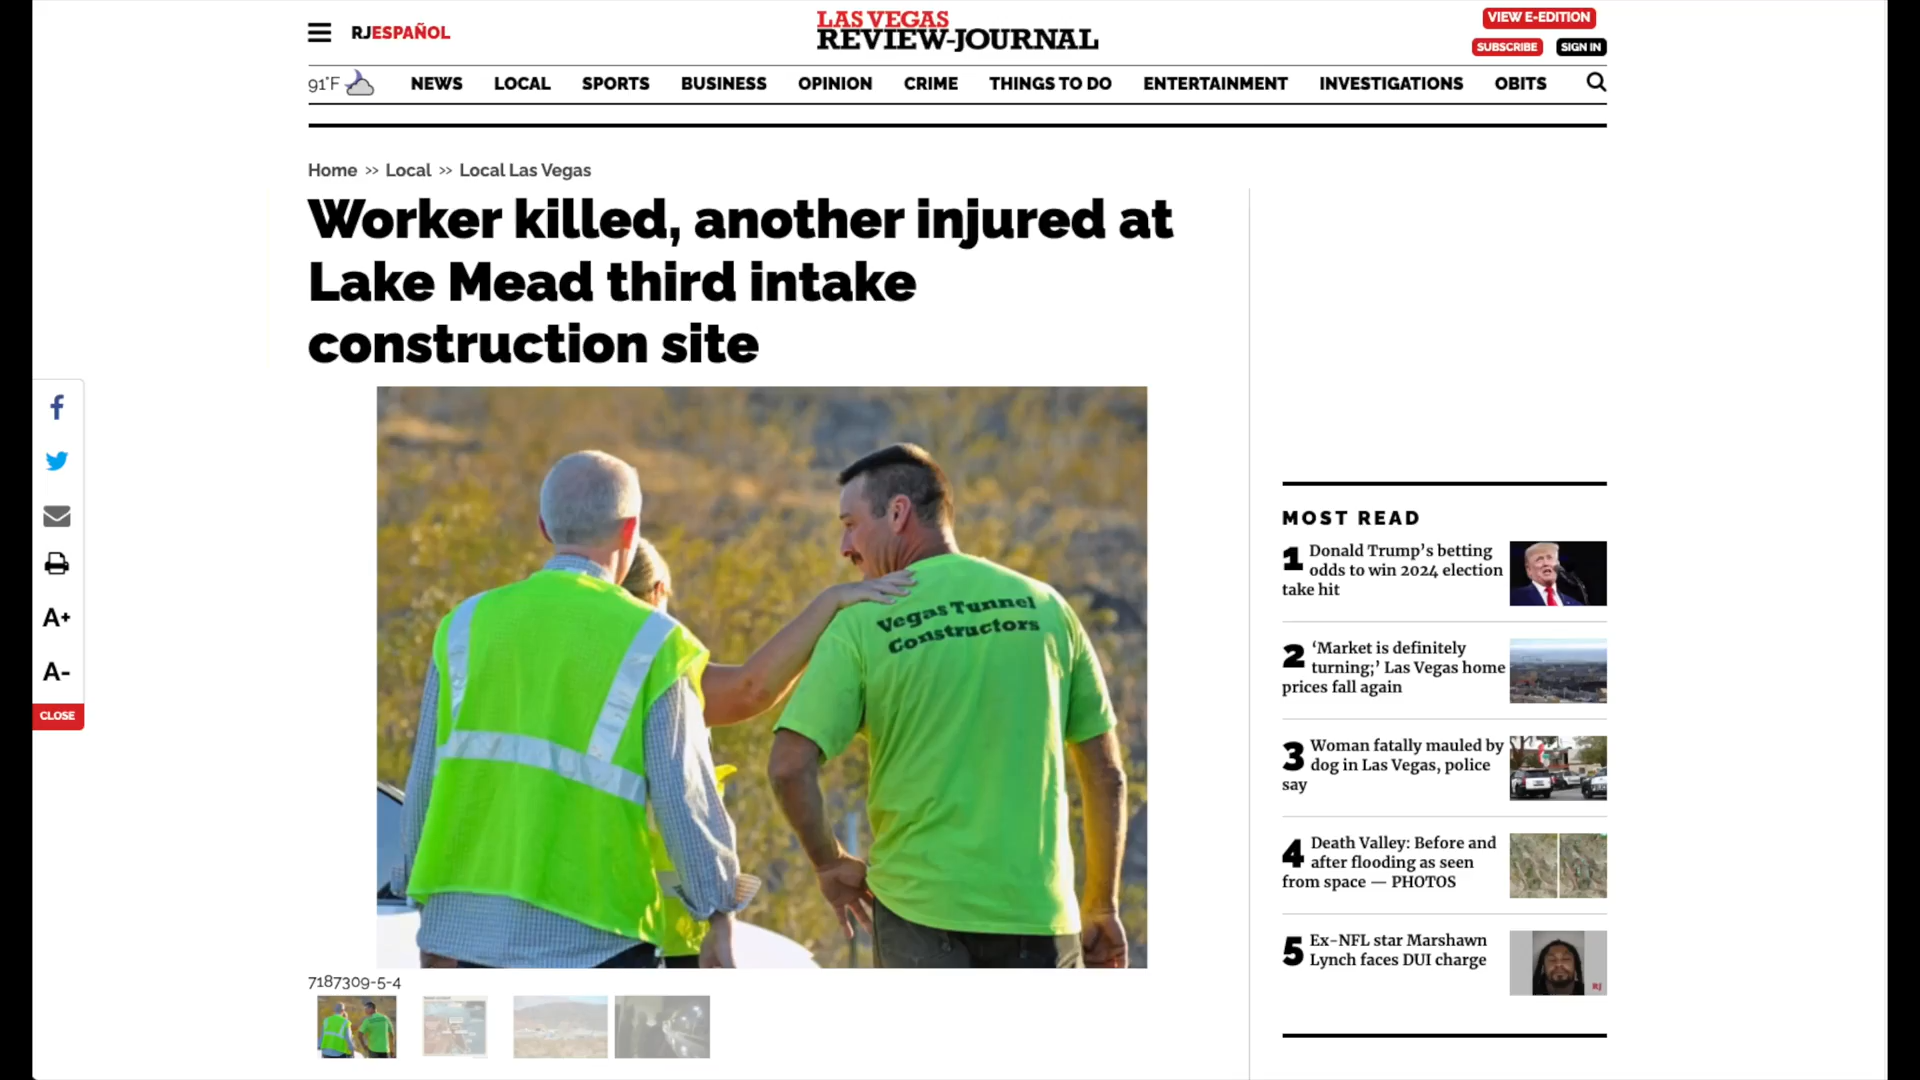 RJESPAÑOL
LAS VEGAS
REVIEW-JOURNAL
VIEW E-EDITION
SUBSCRIBE
SIGN IN
91°F
NEWS
LOCAL
SPORTS
BUSINESS
OPINION
CRIME
THINGS TO DO
ENTERTAINMENT
INVESTIGATIONS
OBITS
Home >> Local >> Local Las Vegas
Worker killed, another injured at
Lake Mead third intake
construction site
A+
A-
CLOSE
Vegas Tunnel
Constructors
7187309-5-4
MOST READ
1 Donald Trump's betting
odds to win 2024 election
take hit
2 ‘Market is definitely
turning;’ Las Vegas home
prices fall again
3 Woman fatally mauled by
dog in Las Vegas, police
say
4 Death Valley: Before and
after flooding as seen
from space — PHOTOS
5 Ex-NFL star Marshawn
Lynch faces DUI charge
RJ